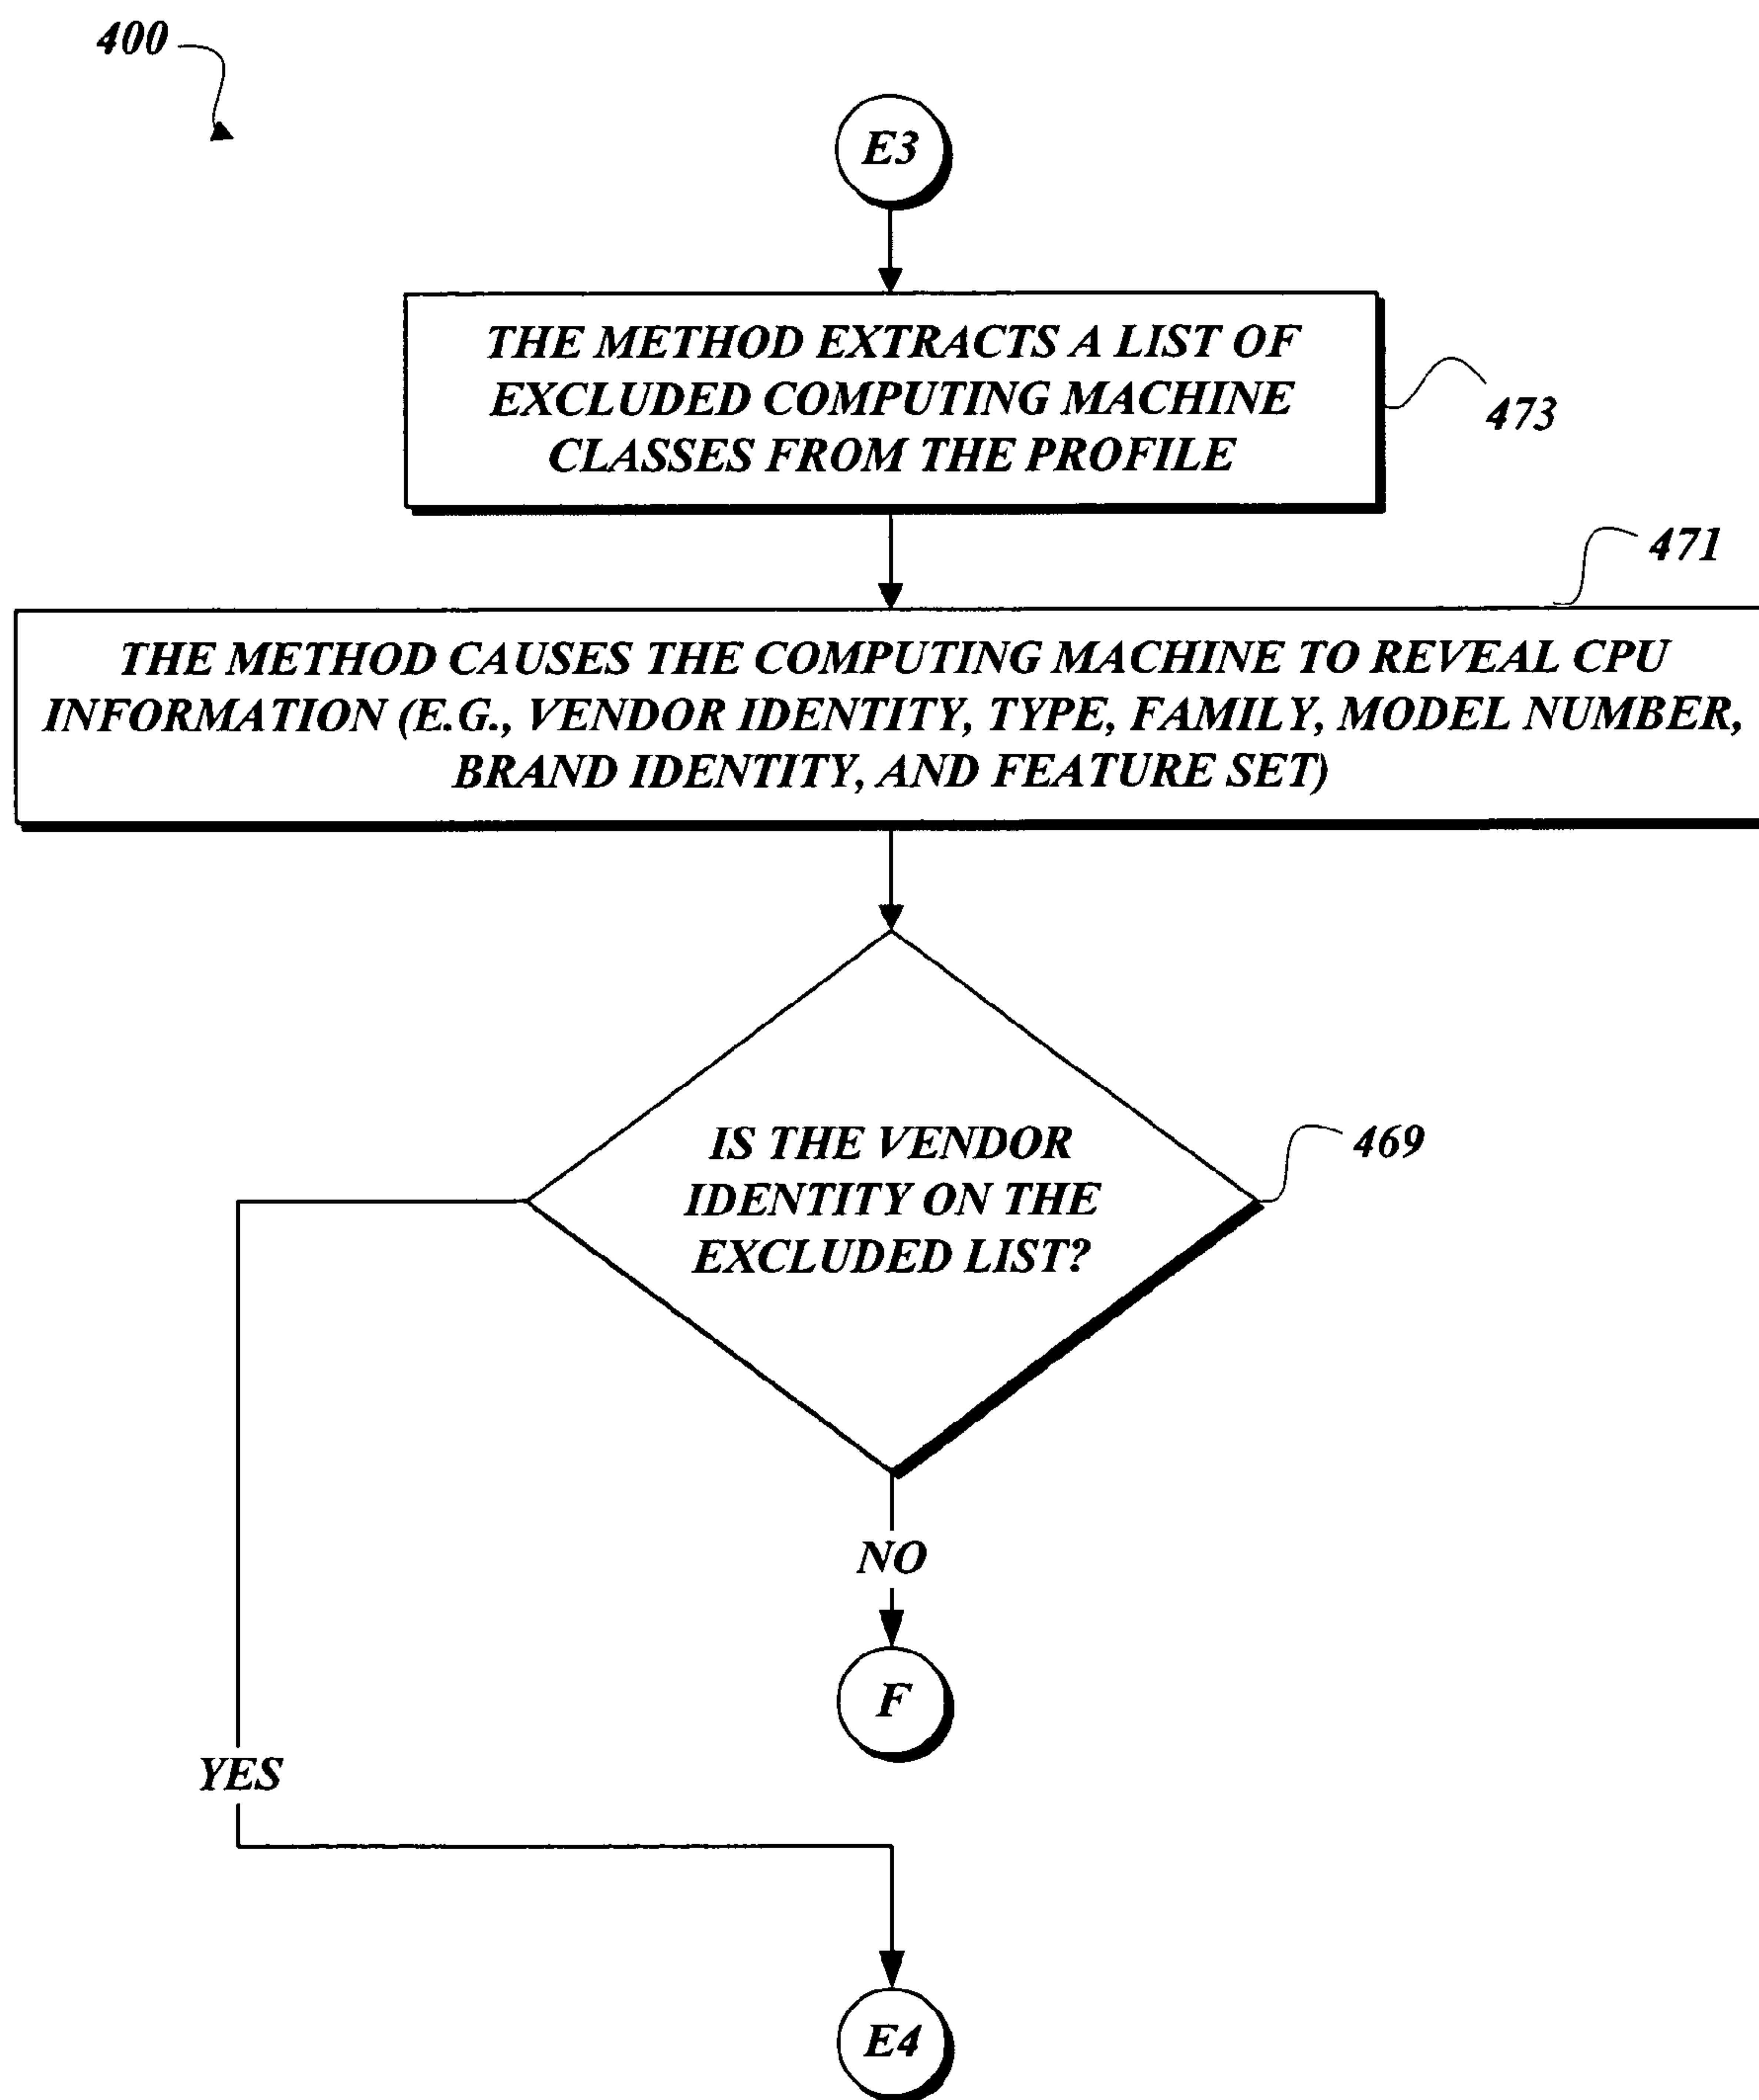 400
E3
THE METHOD EXTRACTS A LIST OF
EXCLUDED COMPUTING MACHINE
CLASSES FROM THE PROFILE
473
471
THE METHOD CAUSES THE COMPUTING MACHINE TO REVEAL CPU
INFORMATION (E.G., VENDOR IDENTITY, TYPE, FAMILY, MODEL NUMBER,
BRAND IDENTITY, AND FEATURE SET)
IS THE VENDOR
IDENTITY ON THE
EXCLUDED LIST?
469
NO
F
YES
E4